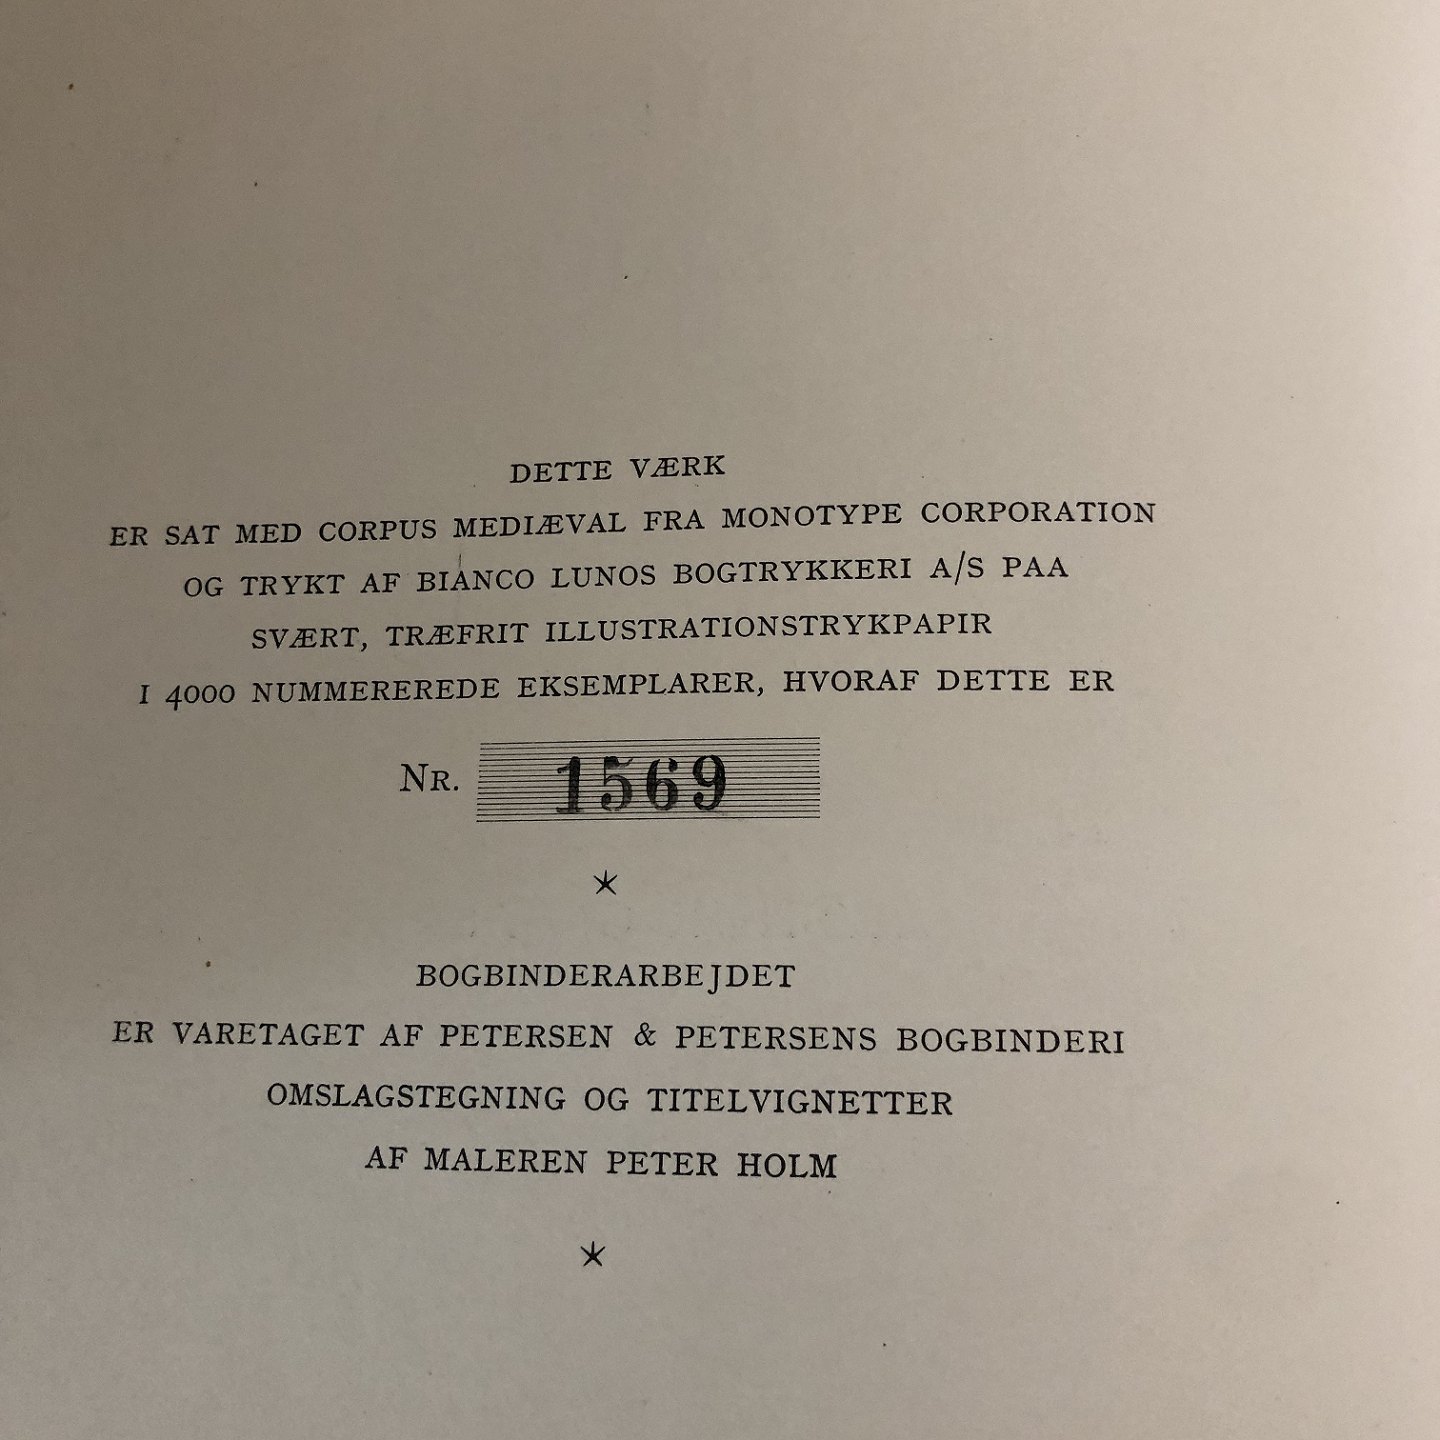 DETTE VÆRK
ER SAT MED CORPUS MEDIÆVAL FRA MONOTYPE CORPORATION
OG TRYKT AF BIANCO LUNOS BOGTRYKKERI A/S PAA
SVÆRT, TRÆFRIT ILLUSTRATIONSTRYKPAPIR
I 4000 NUMMEREREDE EKSEMPLARER, HVORAF DETTE ER
NR. 1569
*
BOGBINDERARBEJDET
ER VARETAGET AF PETERSEN & PETERSENS BOGBINDERI
OMSLAGSTEGNING OG TITELVIGNETTER
AF MALEREN PETER HOLM
*